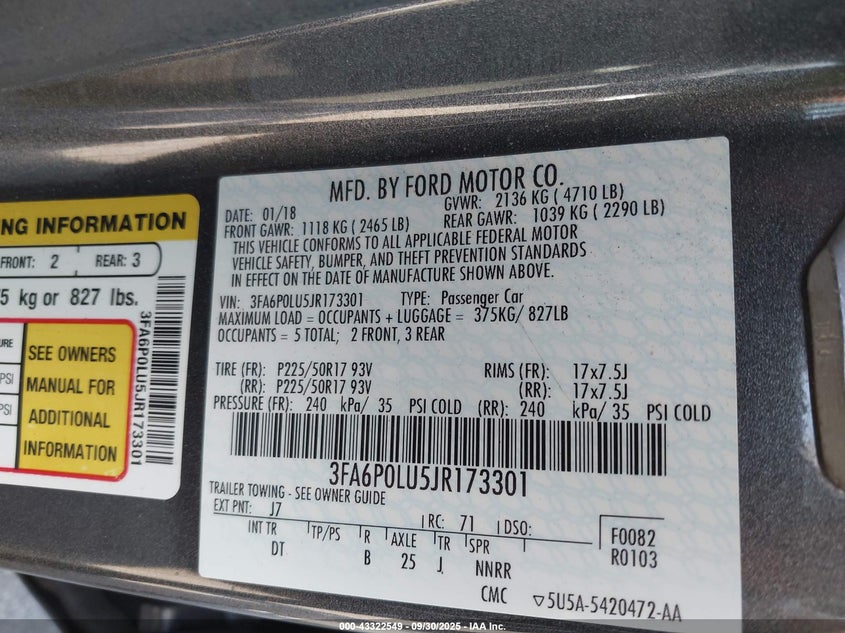 NG INFORMATION
FRONT: 2 REAR: 3
5 kg or 827 lbs.
URE
PSI
PSI
SEE OWNERS
MANUAL FOR
ADDITIONAL
INFORMATION
3FA6P0LU5JR173301
MFD. BY FORD MOTOR CO.
DATE: 01/18 GVWR: 2136 KG ( 4710 LB)
FRONT GAWR: 1118 KG ( 2465 LB) REAR GAWR: 1039 KG ( 2290 LB)
THIS VEHICLE CONFORMS TO ALL APPLICABLE FEDERAL MOTOR
VEHICLE SAFETY, BUMPER, AND THEFT PREVENTION STANDARDS
IN EFFECT ON THE DATE OF MANUFACTURE SHOWN ABOVE.
VIN: 3FA6P0LU5JR173301 TYPE: Passenger Car
MAXIMUM LOAD = OCCUPANTS + LUGGAGE = 375KG/ 827LB
OCCUPANTS = 5 TOTAL; 2 FRONT, 3 REAR
TIRE (FR): P225/50R17 93V RIMS (FR): 17x7.5J
(RR): P225/50R17 93V (RR): 17x7.5J
PRESSURE (FR): 240 kPa/ 35 PSI COLD (RR): 240 kPa/ 35 PSI COLD
3FA6P0LU5JR173301
TRAILER TOWING - SEE OWNER GUIDE
EXT PNT: J7 RC: 71 DSO: F0082
INT TR TP/PS R AXLE TR SPR R0103
DT B 25 J NNRR
CMC ▽5U5A-5420472-AA
000-43322549 - 09/30/2025 - IAA Inc.